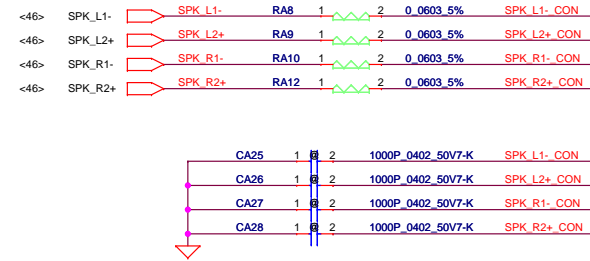 <46> SPK_L1- SPK_L1- RA8 1 2 0_0603_5% SPK_L1-_CON
<46> SPK_L2+ SPK_L2+ RA9 1 2 0_0603_5% SPK_L2+_CON
<46> SPK_R1- SPK_R1- RA10 1 2 0_0603_5% SPK_R1-_CON
<46> SPK_R2+ SPK_R2+ RA12 1 2 0_0603_5% SPK_R2+_CON
CA25 1 @ 2 1000P_0402_50V7-K SPK_L1-_CON
CA26 1 @ 2 1000P_0402_50V7-K SPK_L2+_CON
CA27 1 @ 2 1000P_0402_50V7-K SPK_R1-_CON
CA28 1 @ 2 1000P_0402_50V7-K SPK_R2+_CON